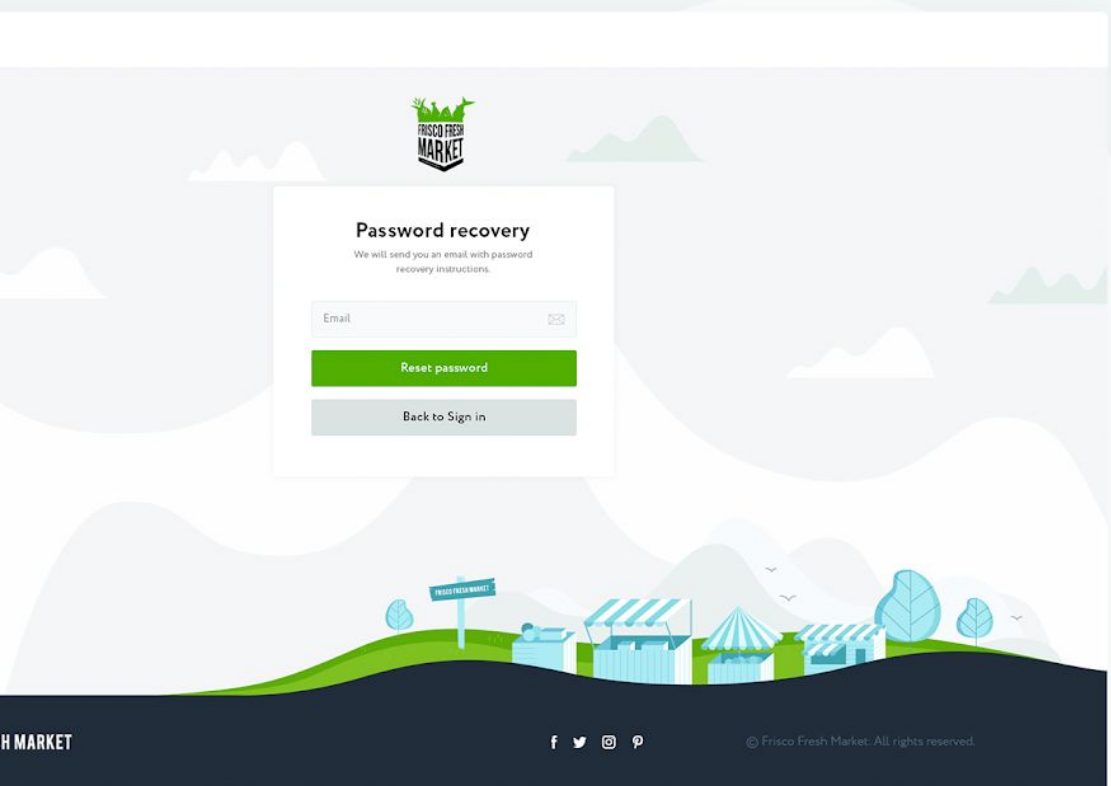 FRISCO FRESH
MARKET
Password recovery
We will send you an email with password
recovery instructions.
Email
Reset password
Back to Sign in
FRISCO FRESH MARKET
H MARKET
© Frisco Fresh Market. All rights reserved.